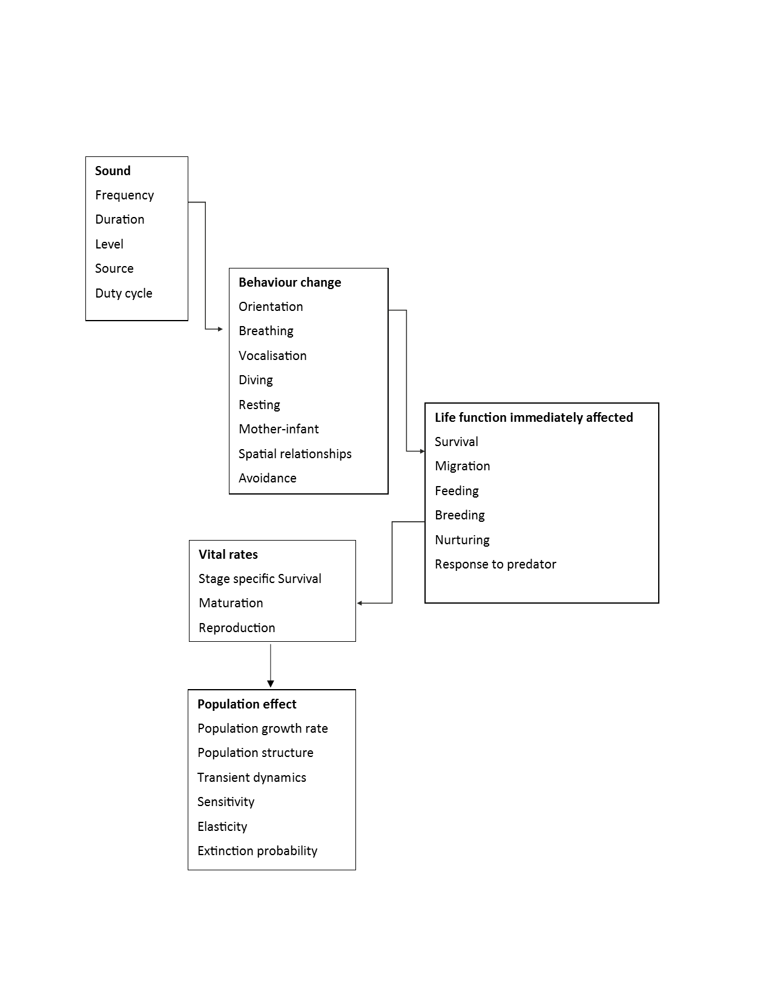 Sound
Frequency
Duration
Level
Source
Duty cycle
Behaviour change
Orientation
Breathing
Vocalisation
Diving
Resting
Mother-infant
Spatial relationships
Avoidance
Life function immediately affected
Survival
Migration
Feeding
Breeding
Nurturing
Response to predator
Vital rates
Stage specific Survival
Maturation
Reproduction
Population effect
Population growth rate
Population structure
Transient dynamics
Sensitivity
Elasticity
Extinction probability